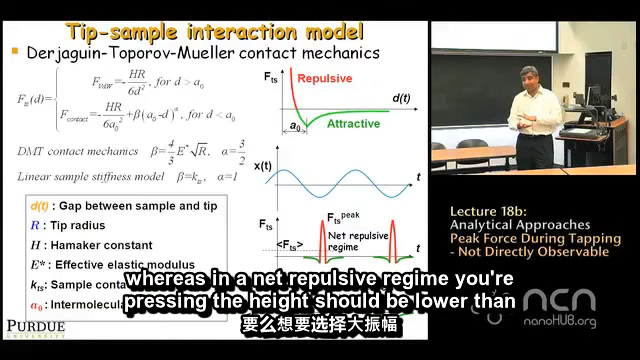 Tip-sample interaction model
Derjaguin-Toporov-Mueller contact mechanics
F_ts(d)= { F_VdW=-HR/6d², for d > a₀
F_contact=-HR/6a₀²+β(a₀-d)^α, for d < a₀
DMT contact mechanics β=4/3 E*√R, α=3/2
Linear sample stiffness model β=k_ts, α=1
d(t): Gap between sample and tip
R : Tip radius
H : Hamaker constant
E* : Effective elastic modulus
k_ts: Sample conta
a₀ : Intermolecula
F_ts
Repulsive
d(t)
a₀
Attractive
x(t)
t
F_ts
F_ts^peak
Net repulsive
regime
<F_ts>
t
Lecture 18b:
Analytical Approaches
Peak Force During Tapping
- Not Directly Observable
whereas in a net repulsive regime you're
pressing the height should be lower than
要么想要选择大振幅
PURDUE
UNIVERSITY
ncn
nanoHUB.org